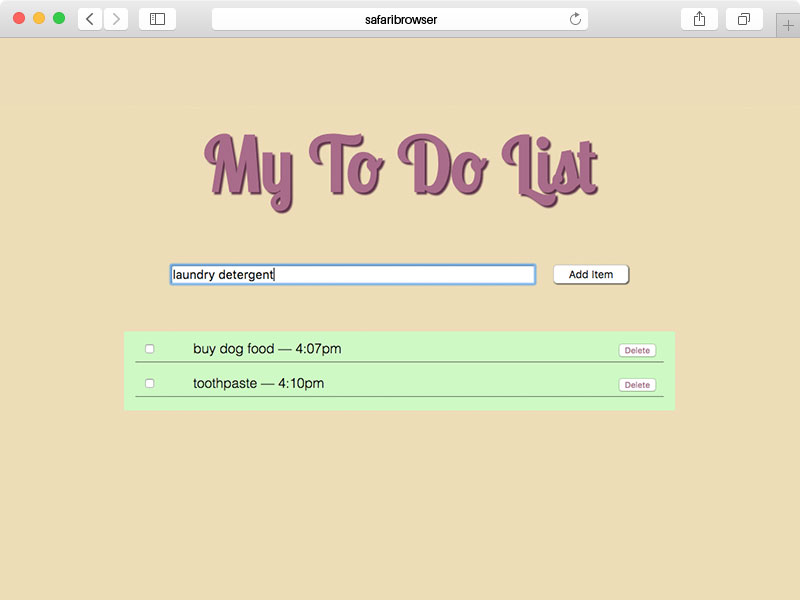 safaribrowser
My To Do List
laundry detergent
Add Item
buy dog food — 4:07pm
Delete
toothpaste — 4:10pm
Delete